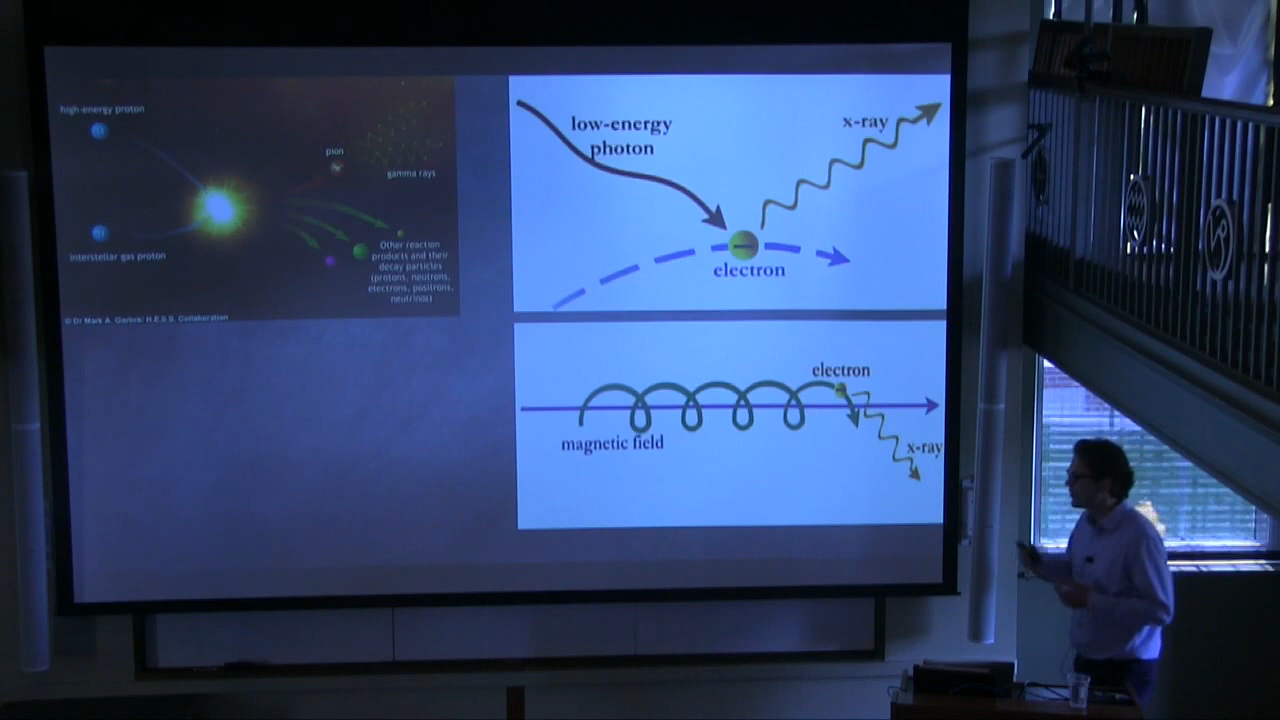 high-energy proton
pion
gamma rays
interstellar gas proton
Other reaction
products and their
decay particles
(protons, neutrons,
electrons, positrons,
neutrinos)
© Dr Mark A. Garlick/ H.E.S.S. Collaboration
low-energy
photon
x-ray
electron
electron
magnetic field
x-ray